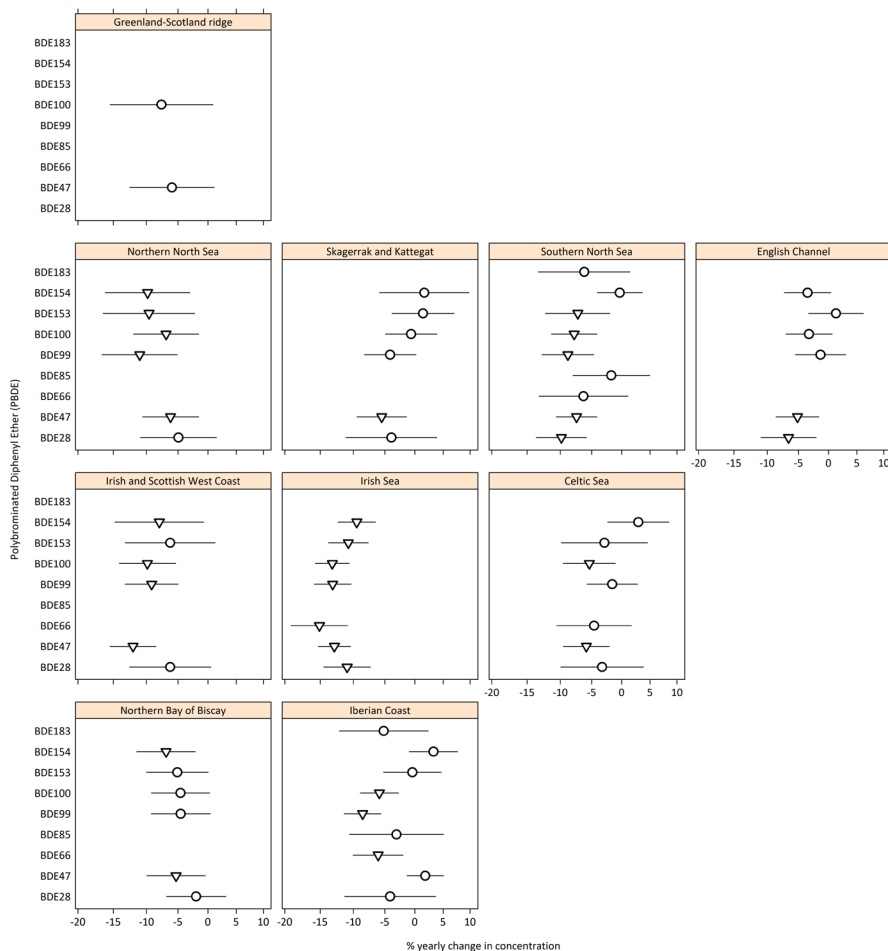 Greenland-Scotland ridge
BDE183
BDE154
BDE153
BDE100
BDE99
BDE85
BDE66
BDE47
BDE28
Northern North Sea
Skagerrak and Kattegat
Southern North Sea
English Channel
BDE183
BDE154
BDE153
BDE100
BDE99
BDE85
BDE66
BDE47
BDE28
-20 -15 -10 -5 0 5 10
Polybrominated Diphenyl Ether (PBDE)
Irish and Scottish West Coast
Irish Sea
Celtic Sea
BDE183
BDE154
BDE153
BDE100
BDE99
BDE85
BDE66
BDE47
BDE28
-20 -15 -10 -5 0 5 10
Northern Bay of Biscay
Iberian Coast
BDE183
BDE154
BDE153
BDE100
BDE99
BDE85
BDE66
BDE47
BDE28
-20 -15 -10 -5 0 5 10
-20 -15 -10 -5 0 5 10
% yearly change in concentration